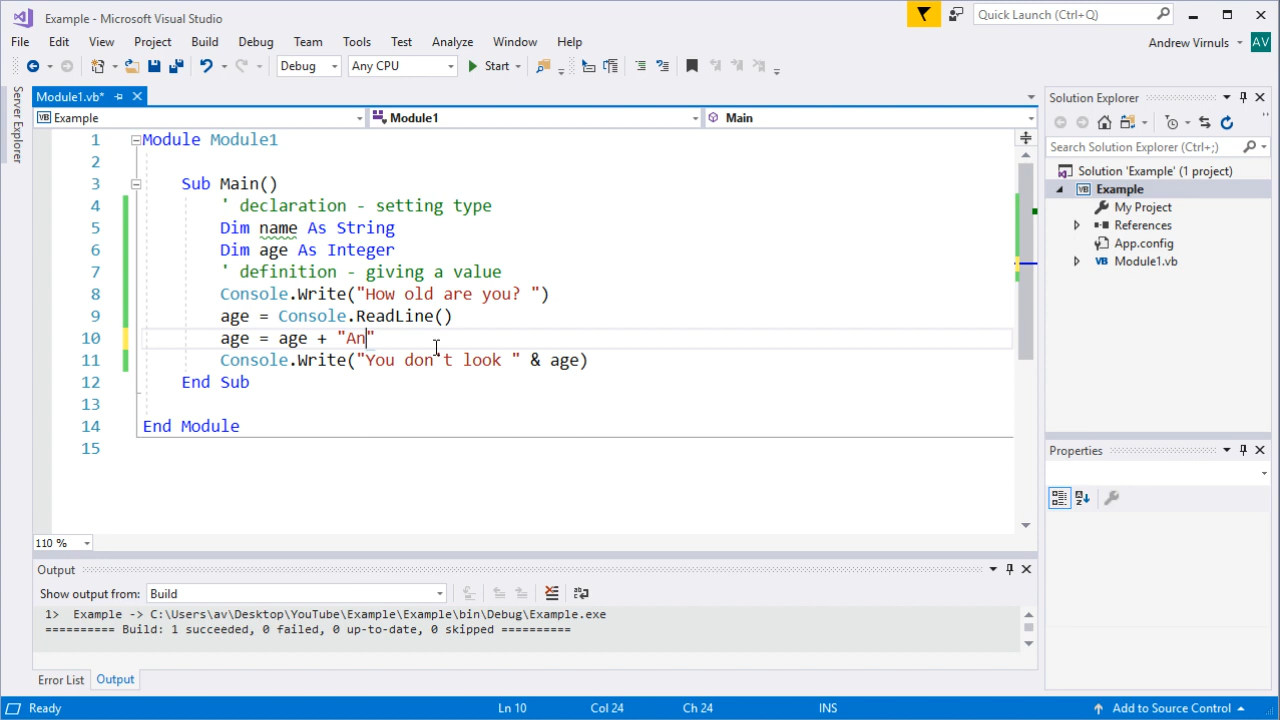 Example - Microsoft Visual Studio
Quick Launch (Ctrl+Q)
File Edit View Project Build Debug Team Tools Test Analyze Window Help
Andrew Virnuls AV
Debug Any CPU Start
Server Explorer
Module1.vb*
Example Module1 Main
1 Module Module1
2
3 Sub Main()
4 ' declaration - setting type
5 Dim name As String
6 Dim age As Integer
7 ' definition - giving a value
8 Console.Write("How old are you? ")
9 age = Console.ReadLine()
10 age = age + "An"
11 Console.Write("You don't look " & age)
12 End Sub
13
14 End Module
15
110 %
Solution Explorer
Search Solution Explorer (Ctrl+;)
Solution 'Example' (1 project)
Example
My Project
References
App.config
Module1.vb
Properties
Output
Show output from: Build
1> Example -> C:\Users\av\Desktop\YouTube\Example\Example\bin\Debug\Example.exe
========== Build: 1 succeeded, 0 failed, 0 up-to-date, 0 skipped ==========
Error List Output
Ready Ln 10 Col 24 Ch 24 INS Add to Source Control